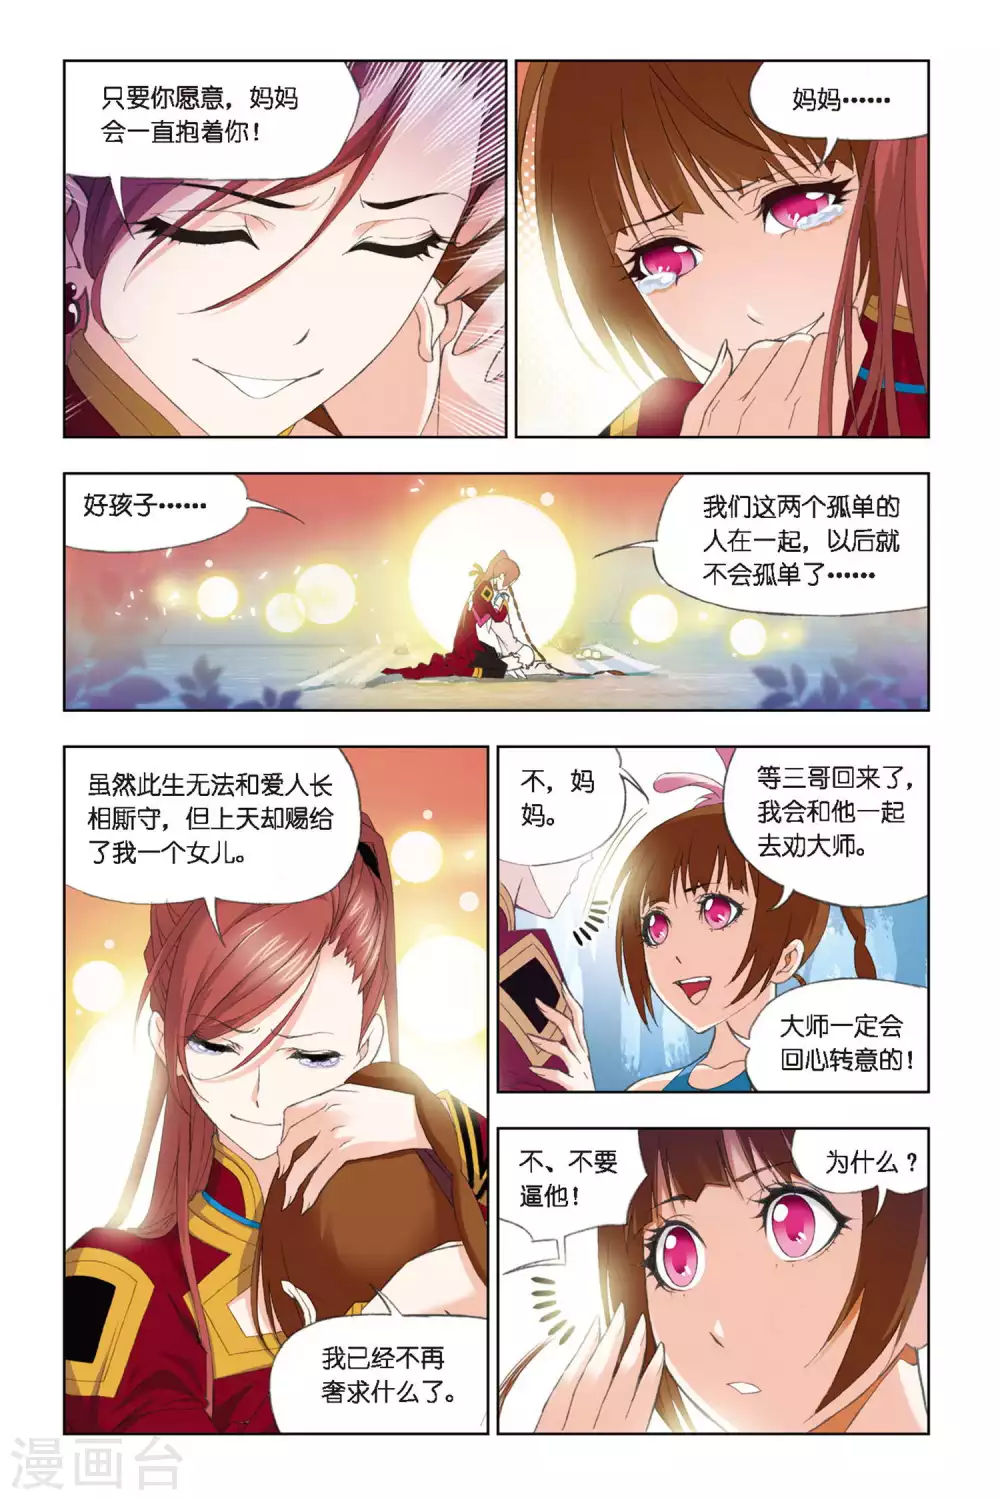 只要你愿意，妈妈
会一直抱着你！
妈妈……
好孩子……
我们这两个孤单的
人在一起，以后就
不会孤单了……
虽然此生无法和爱人长
相厮守，但上天却赐给
了我一个女儿。
我已经不再
奢求什么了。
不，妈
妈。
等三哥回来了，
我会和他一起
去劝大师。
大师一定会
回心转意的！
不、不要
逼他！
为什么？
漫画台